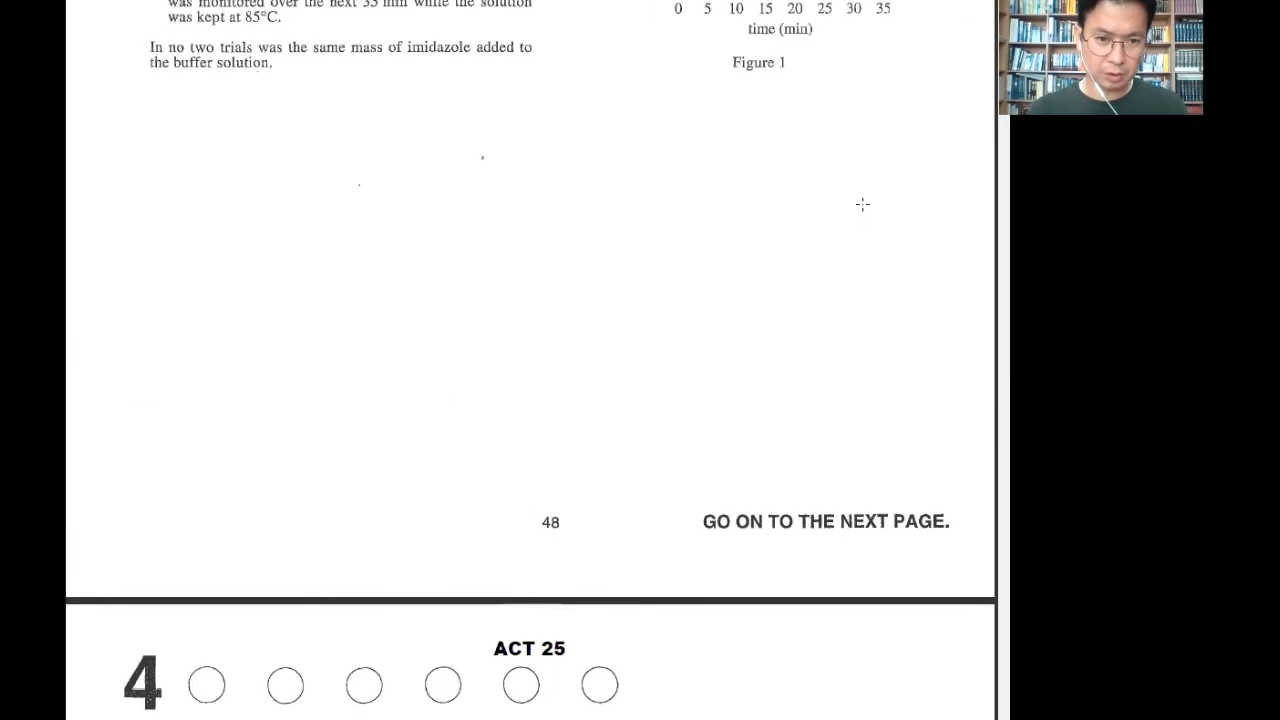 was monitored over the next 35 min while the solution
was kept at 85°C.
In no two trials was the same mass of imidazole added to
the buffer solution.
0 5 10 15 20 25 30 35
time (min)
Figure 1
48
GO ON TO THE NEXT PAGE.
ACT 25
4